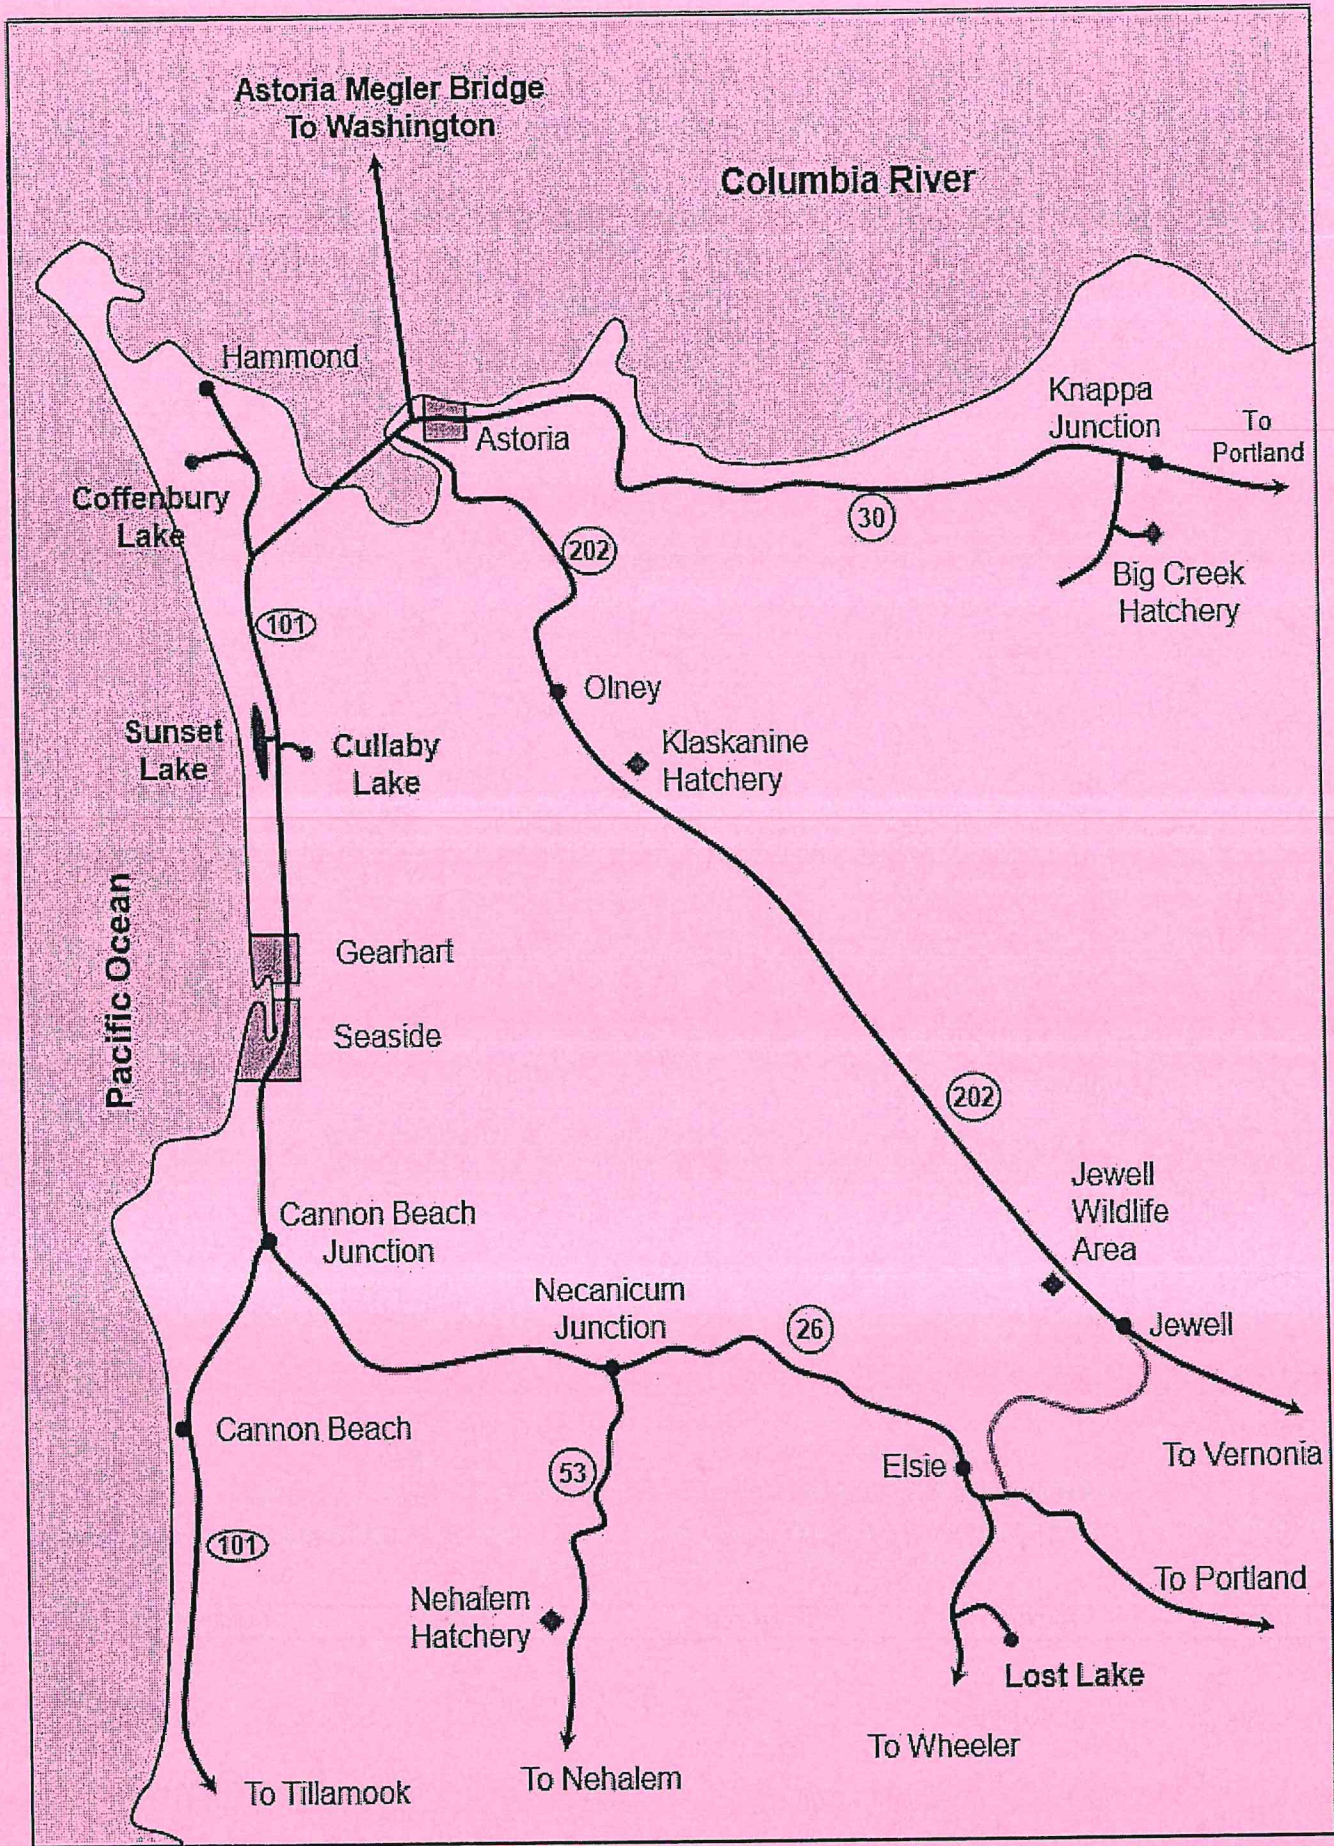 Astoria Megler Bridge
To Washington
Columbia River
Hammond
Knappa
Junction
To
Portland
Astoria
Coffenbury
Lake
30
202
Big Creek
Hatchery
101
Olney
Sunset
Lake
Cullaby
Lake
Klaskanine
Hatchery
Pacific Ocean
Gearhart
Seaside
202
Jewell
Wildlife
Area
Cannon Beach
Junction
Necanicum
Junction
26
Jewell
Cannon Beach
To Vernonia
Elsie
53
101
To Portland
Nehalem
Hatchery
Lost Lake
To Wheeler
To Nehalem
To Tillamook